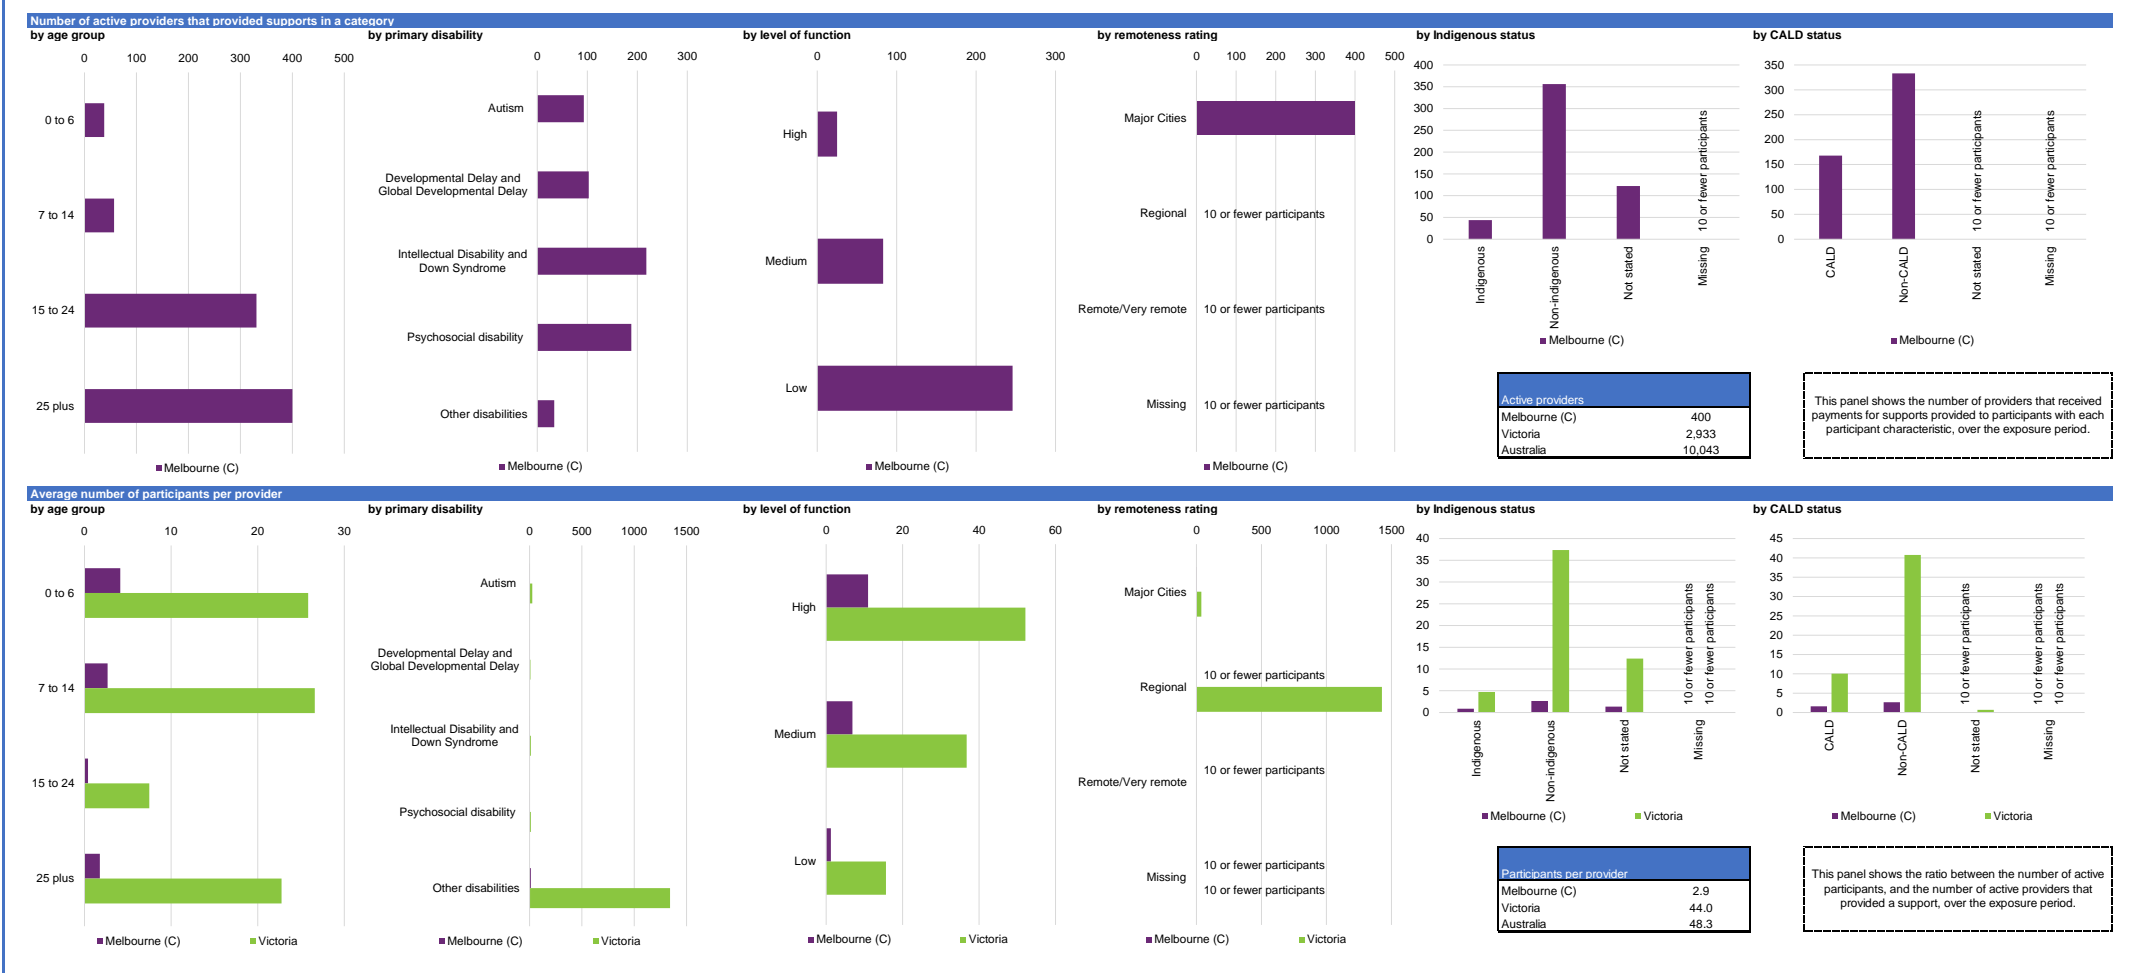 Number of active providers that provided supports in a category
by age group
0 100 200 300 400 500
0 to 6
7 to 14
15 to 24
25 plus
Melbourne (C)
by primary disability
0 100 200 300
Autism
Developmental Delay and
Global Developmental Delay
Intellectual Disability and
Down Syndrome
Psychosocial disability
Other disabilities
Melbourne (C)
by level of function
0 100 200 300
High
Medium
Low
Melbourne (C)
by remoteness rating
0 100 200 300 400 500
Major Cities
Regional 10 or fewer participants
Remote/Very remote 10 or fewer participants
Missing 10 or fewer participants
Melbourne (C)
by Indigenous status
400
350
300
250
200
150
100
50
0
10 or fewer participants
Indigenous
Non-indigenous
Not stated
Missing
Melbourne (C)
by CALD status
350
300
250
200
150
100
50
0
10 or fewer participants
10 or fewer participants
CALD
Non-CALD
Not stated
Missing
Melbourne (C)
Active providers
Melbourne (C) 400
Victoria 2,933
Australia 10,043
This panel shows the number of providers that received
payments for supports provided to participants with each
participant characteristic, over the exposure period.
Average number of participants per provider
by age group
0 10 20 30
0 to 6
7 to 14
15 to 24
25 plus
Melbourne (C) Victoria
by primary disability
0 500 1000 1500
Autism
Developmental Delay and
Global Developmental Delay
Intellectual Disability and
Down Syndrome
Psychosocial disability
Other disabilities
Melbourne (C) Victoria
by level of function
0 20 40 60
High
Medium
Low
Melbourne (C) Victoria
by remoteness rating
0 500 1000 1500
Major Cities
10 or fewer participants
Regional
10 or fewer participants
Remote/Very remote
10 or fewer participants
Missing
10 or fewer participants
Melbourne (C) Victoria
by Indigenous status
40
35
30
25
20
15
10
5
0
10 or fewer participants
10 or fewer participants
Indigenous
Non-indigenous
Not stated
Missing
Melbourne (C) Victoria
by CALD status
45
40
35
30
25
20
15
10
5
0
10 or fewer participants
10 or fewer participants
10 or fewer participants
CALD
Non-CALD
Not stated
Missing
Melbourne (C) Victoria
Participants per provider
Melbourne (C) 2.9
Victoria 44.0
Australia 48.3
This panel shows the ratio between the number of active
participants, and the number of active providers that
provided a support, over the exposure period.